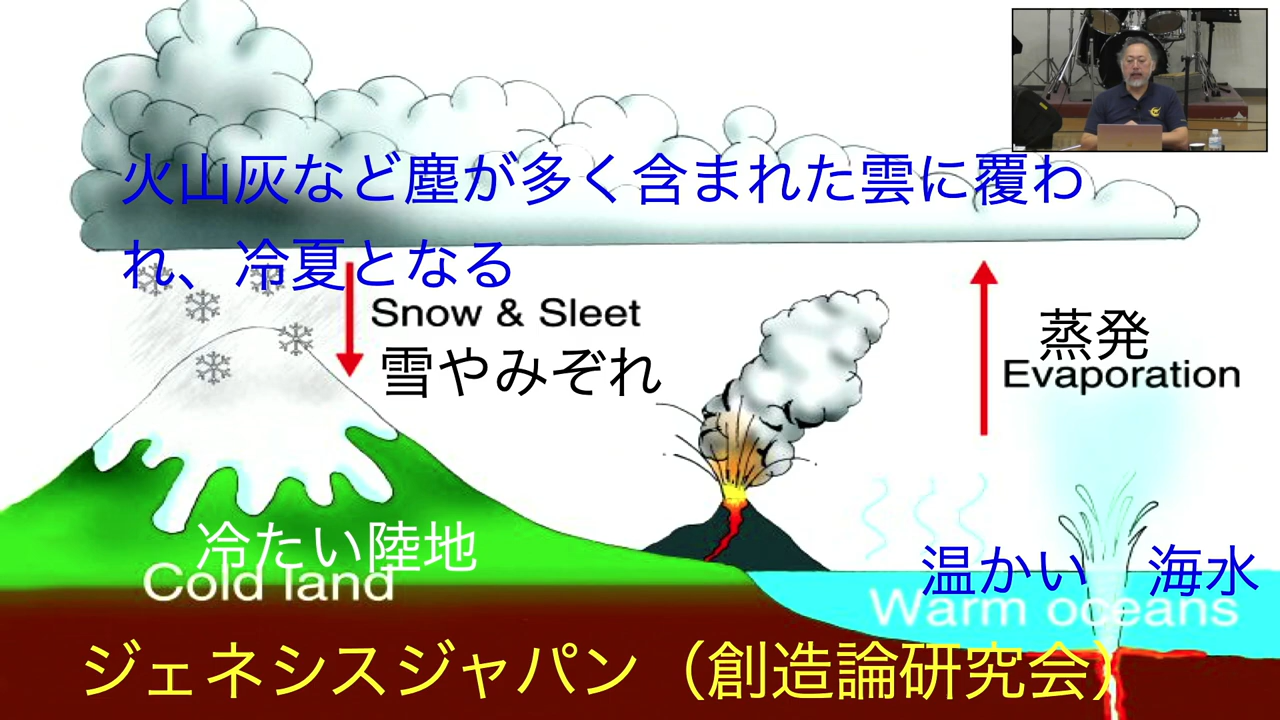 火山灰など塵が多く含まれた雲に覆わ
れ、冷夏となる
Snow & Sleet
雪やみぞれ
蒸発
Evaporation
冷たい陸地
Cold land
温かい 海水
Warm oceans
ジェネシスジャパン（創造論研究会）